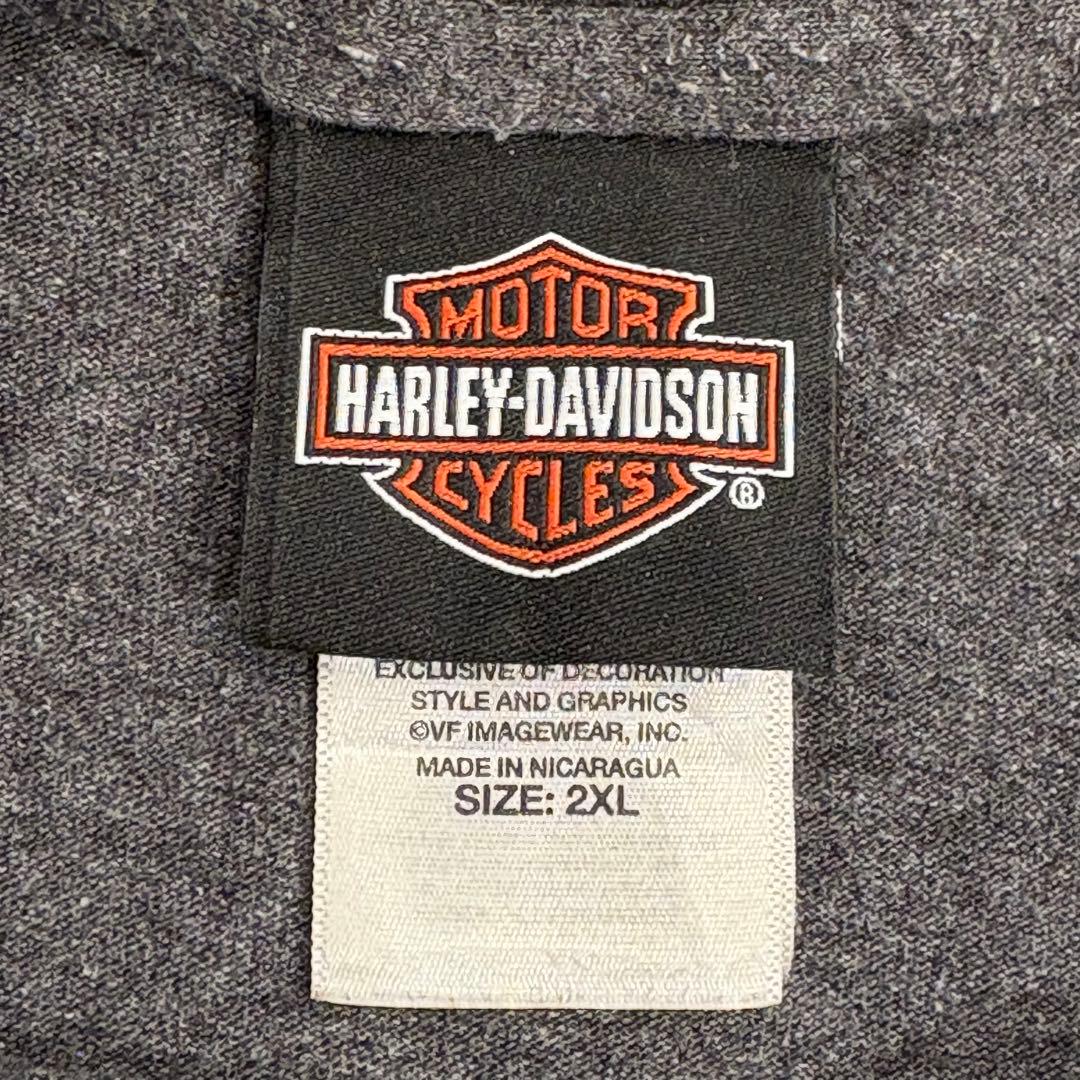 MOTOR
HARLEY-DAVIDSON
CYCLES
®
EXCLUSIVE OF DECORATION
STYLE AND GRAPHICS
©VF IMAGEWEAR, INC.
MADE IN NICARAGUA
SIZE: 2XL